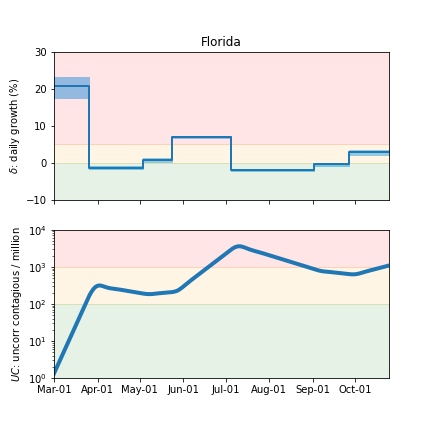 Florida
δ: daily growth (%)
30
20
10
0
−10
UC: uncorr contagious / million
10⁴
10³
10²
10¹
10⁰
Mar-01 Apr-01 May-01 Jun-01 Jul-01 Aug-01 Sep-01 Oct-01